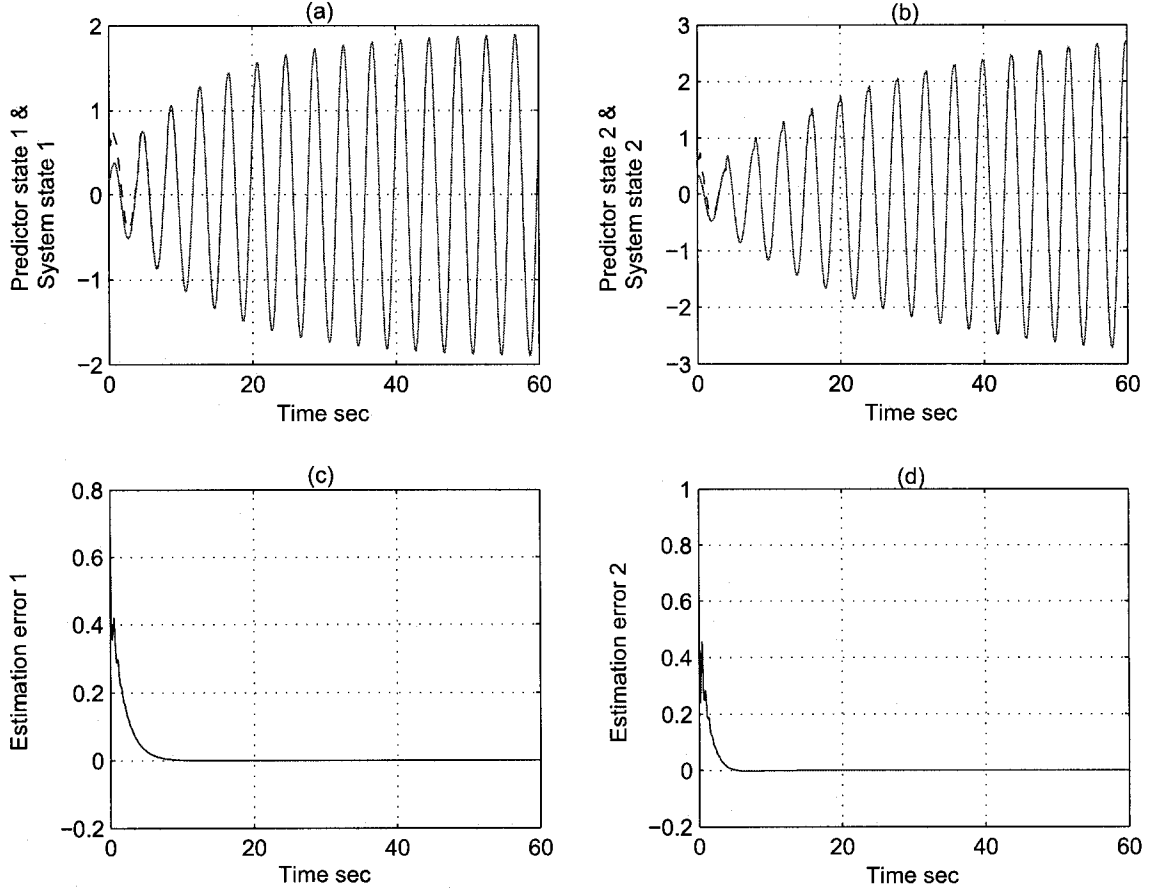 (a)
Predictor state 1 &
System state 1
2
1
0
−1
−2
0
20
40
60
Time sec
(b)
Predictor state 2 &
System state 2
3
2
1
0
−1
−2
−3
0
20
40
60
Time sec
(c)
Estimation error 1
0.8
0.6
0.4
0.2
0
−0.2
0
20
40
60
Time sec
(d)
Estimation error 2
1
0.8
0.6
0.4
0.2
0
−0.2
0
20
40
60
Time sec